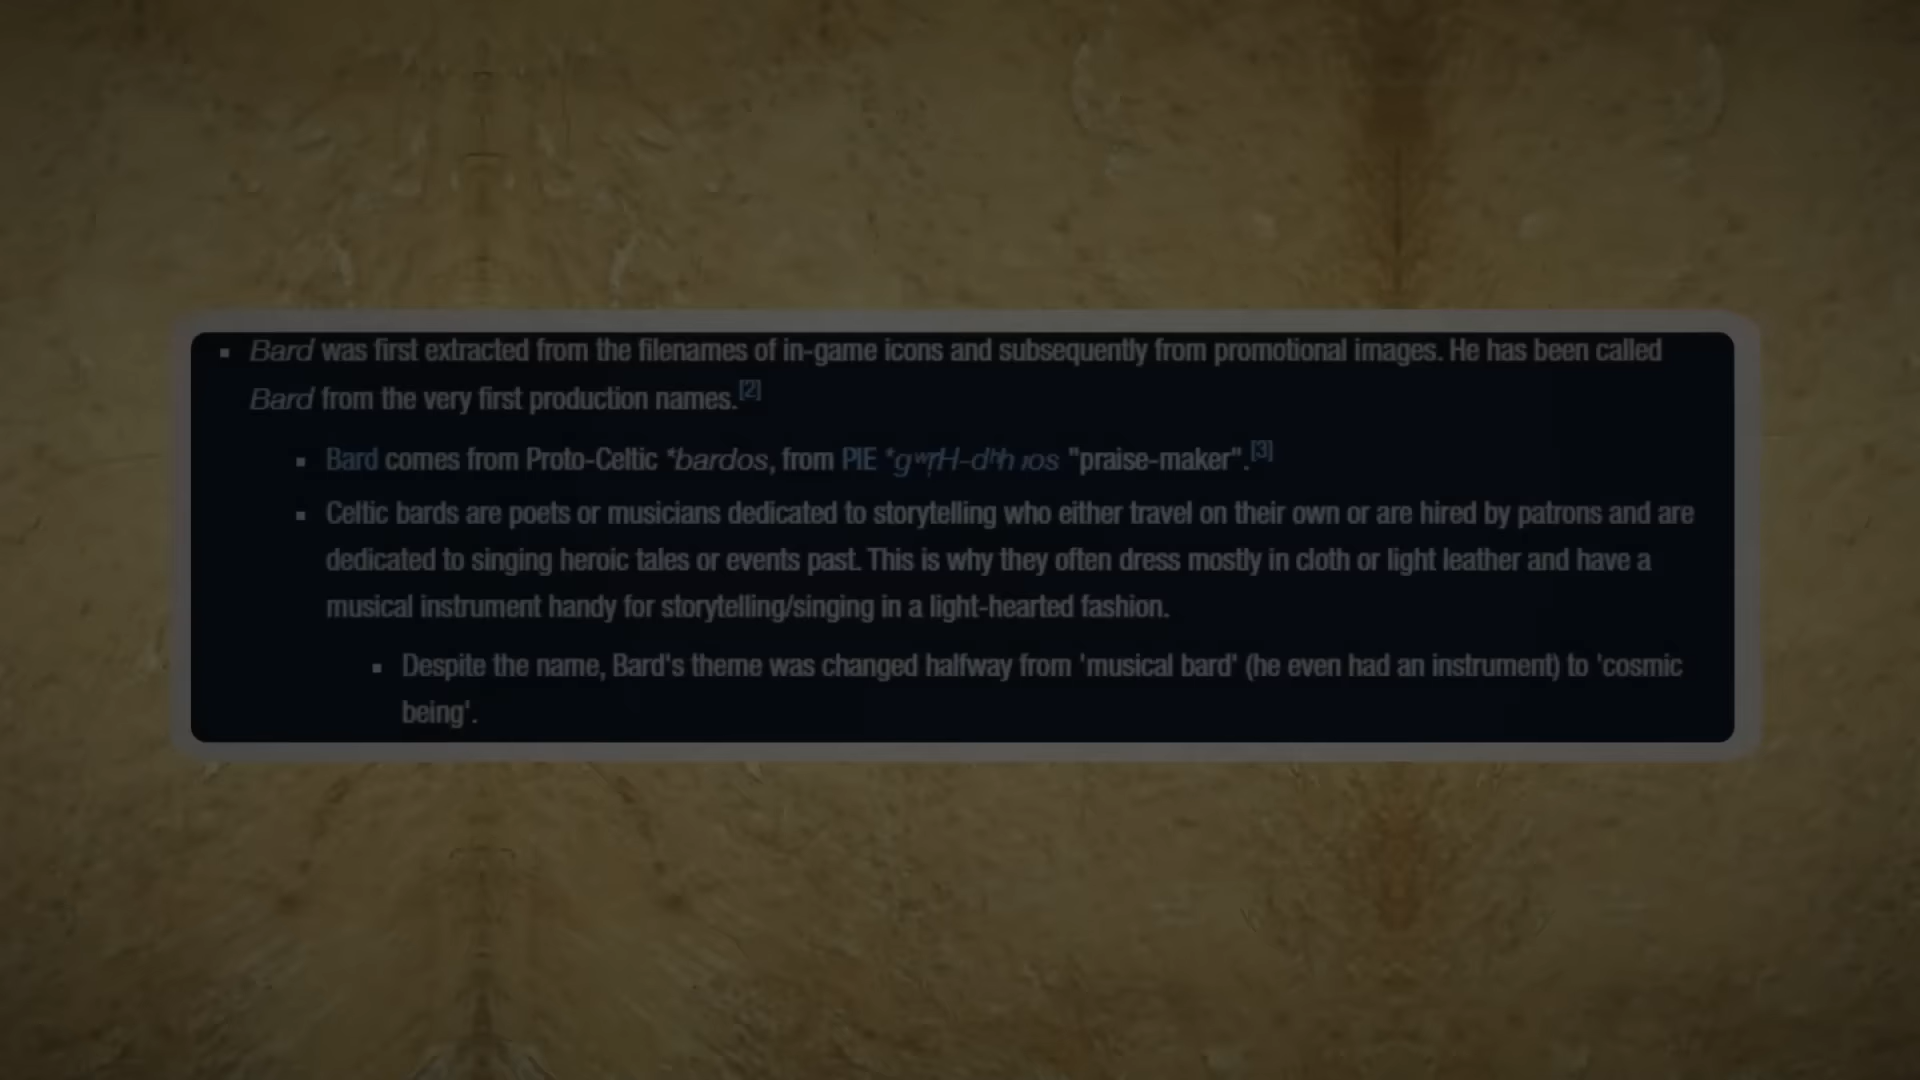 Bard was first extracted from the filenames of in-game icons and subsequently from promotional images. He has been called
Bard from the very first production names.[2]
Bard comes from Proto-Celtic *bardos, from PIE "praise-maker".[3]
Celtic bards are poets or musicians dedicated to storytelling who either travel on their own or are hired by patrons and are
dedicated to singing heroic tales or events past. This is why they often dress mostly in cloth or light leather and have a
musical instrument handy for storytelling/singing in a light-hearted fashion.
Despite the name, Bard's theme was changed halfway from 'musical bard' (he even had an instrument) to 'cosmic
being'.